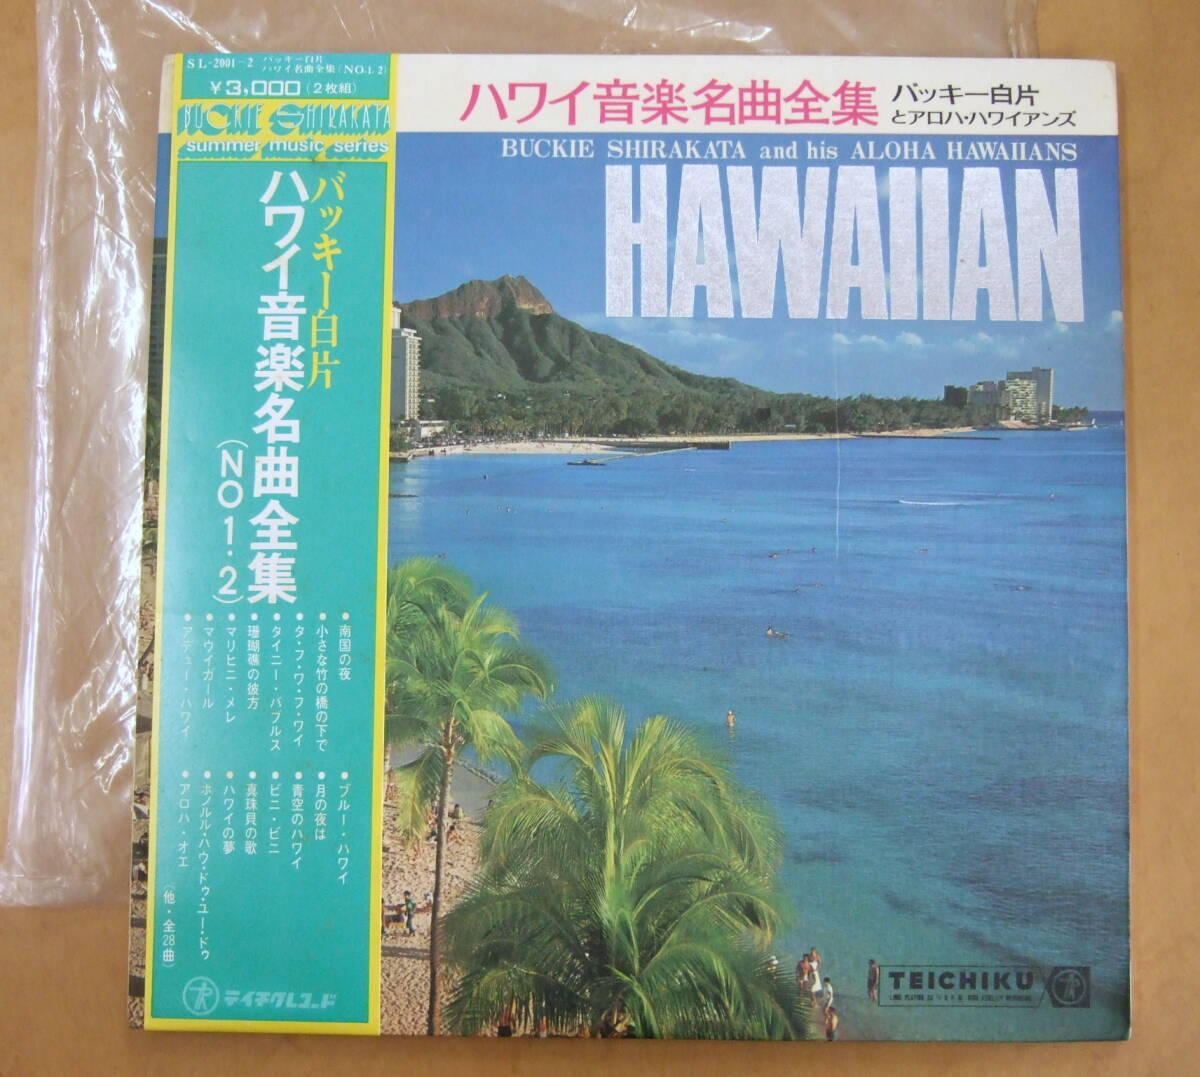 SL-2001-2 バッキー白片
ハワイ名曲全集(NO.1.2)
¥3,000(2枚組)
BUCKIE SHIRAKATA
summer music series
バッキー白片
ハワイ音楽名曲全集
(NO1.2)
●南国の夜
●小さな竹の橋の下で
●タ・フ・ワ・フ・ワイ
●タイニー・バブルス
●珊瑚礁の彼方
●マリヒニ・メレ
●マウイガール
●アデュー・ハワイ
●ブルー・ハワイ
●月の夜は
●青空のハワイ
●ビニ・ビニ
●真珠貝の歌
●ハワイの夢
●ホノルル・ハウ・ドゥ・ユー・ドゥ
●アロハ・オエ
(他・全28曲)
テイチクレコード
ハワイ音楽名曲全集
バッキー白片
とアロハ・ハワイアンズ
BUCKIE SHIRAKATA and his ALOHA HAWAIIANS
HAWAIIAN
TEICHIKU